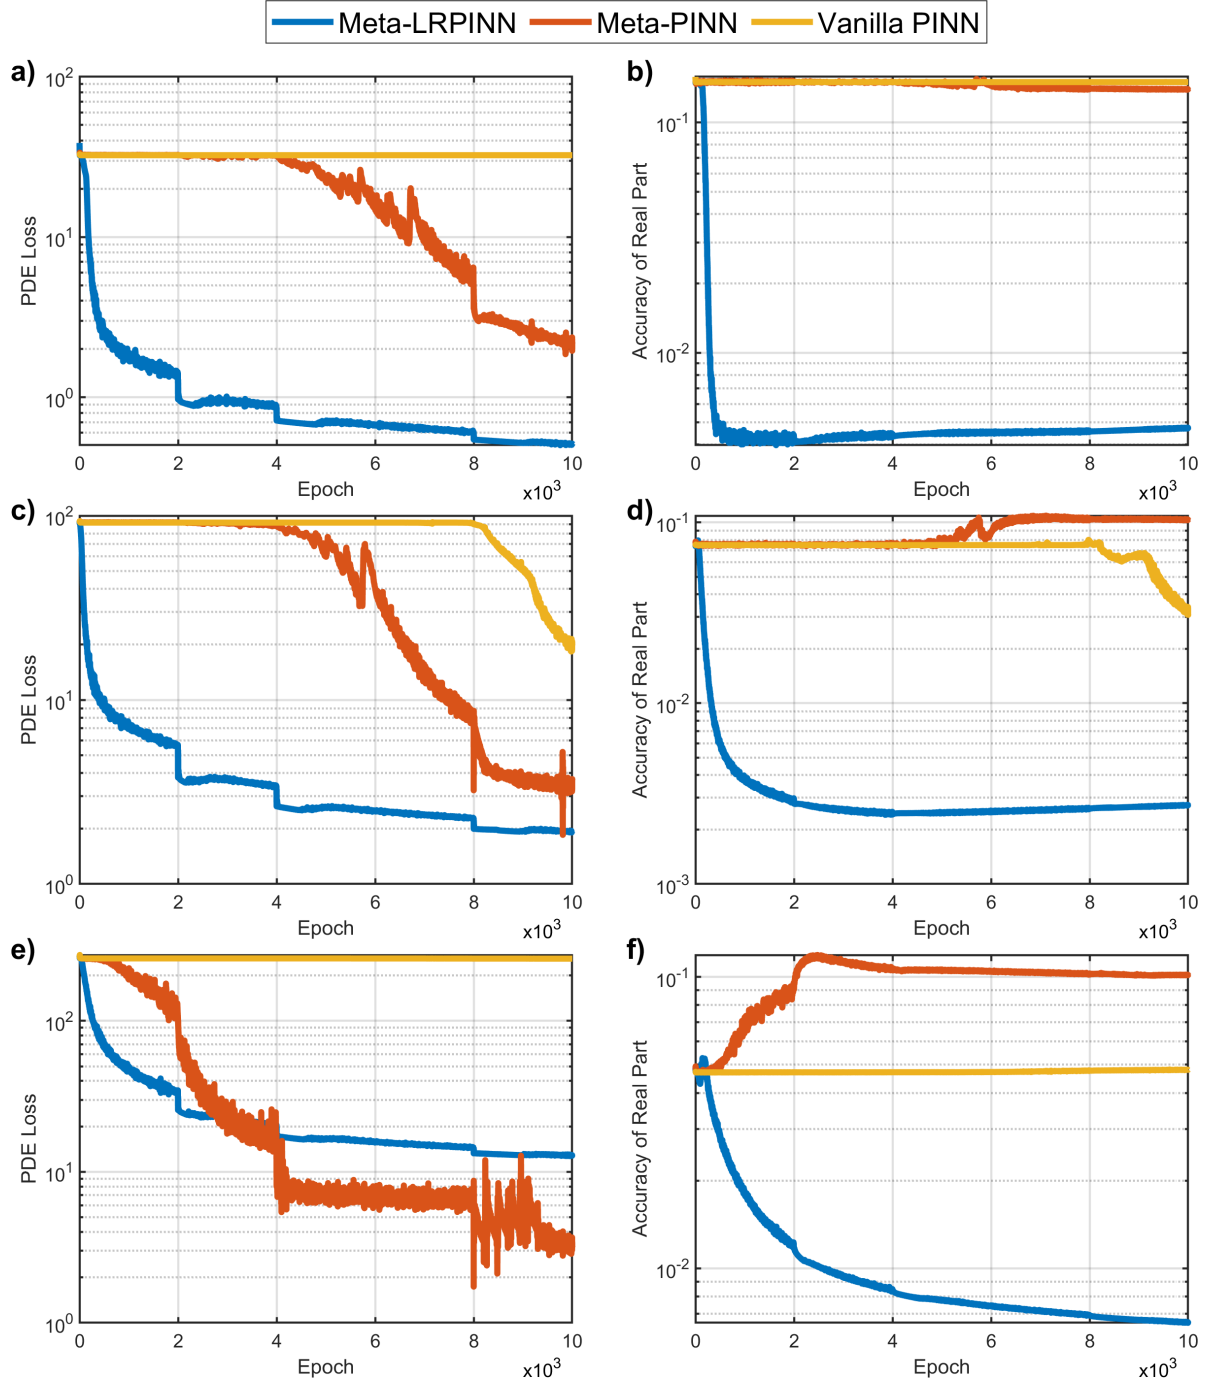 Meta-LRPINN Meta-PINN Vanilla PINN
a) b)
10^2
10^1
10^0
PDE Loss
0 2 4 6 8 10
Epoch x10^3
10^-1
10^-2
Accuracy of Real Part
0 2 4 6 8 10
Epoch x10^3
c) d)
10^2
10^1
10^0
PDE Loss
0 2 4 6 8 10
Epoch x10^3
10^-1
10^-2
10^-3
Accuracy of Real Part
0 2 4 6 8 10
Epoch x10^3
e) f)
10^2
10^1
10^0
PDE Loss
0 2 4 6 8 10
Epoch x10^3
10^-1
10^-2
Accuracy of Real Part
0 2 4 6 8 10
Epoch x10^3